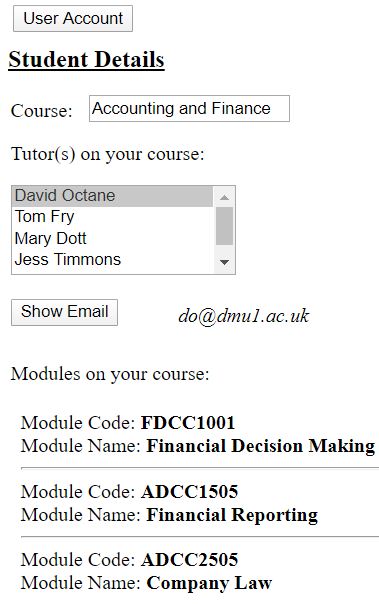 User Account
Student Details
Course: Accounting and Finance
Tutor(s) on your course:
David Octane
Tom Fry
Mary Dott
Jess Timmons
Show Email do@dmu1.ac.uk
Modules on your course:
Module Code: FDCC1001
Module Name: Financial Decision Making
Module Code: ADCC1505
Module Name: Financial Reporting
Module Code: ADCC2505
Module Name: Company Law